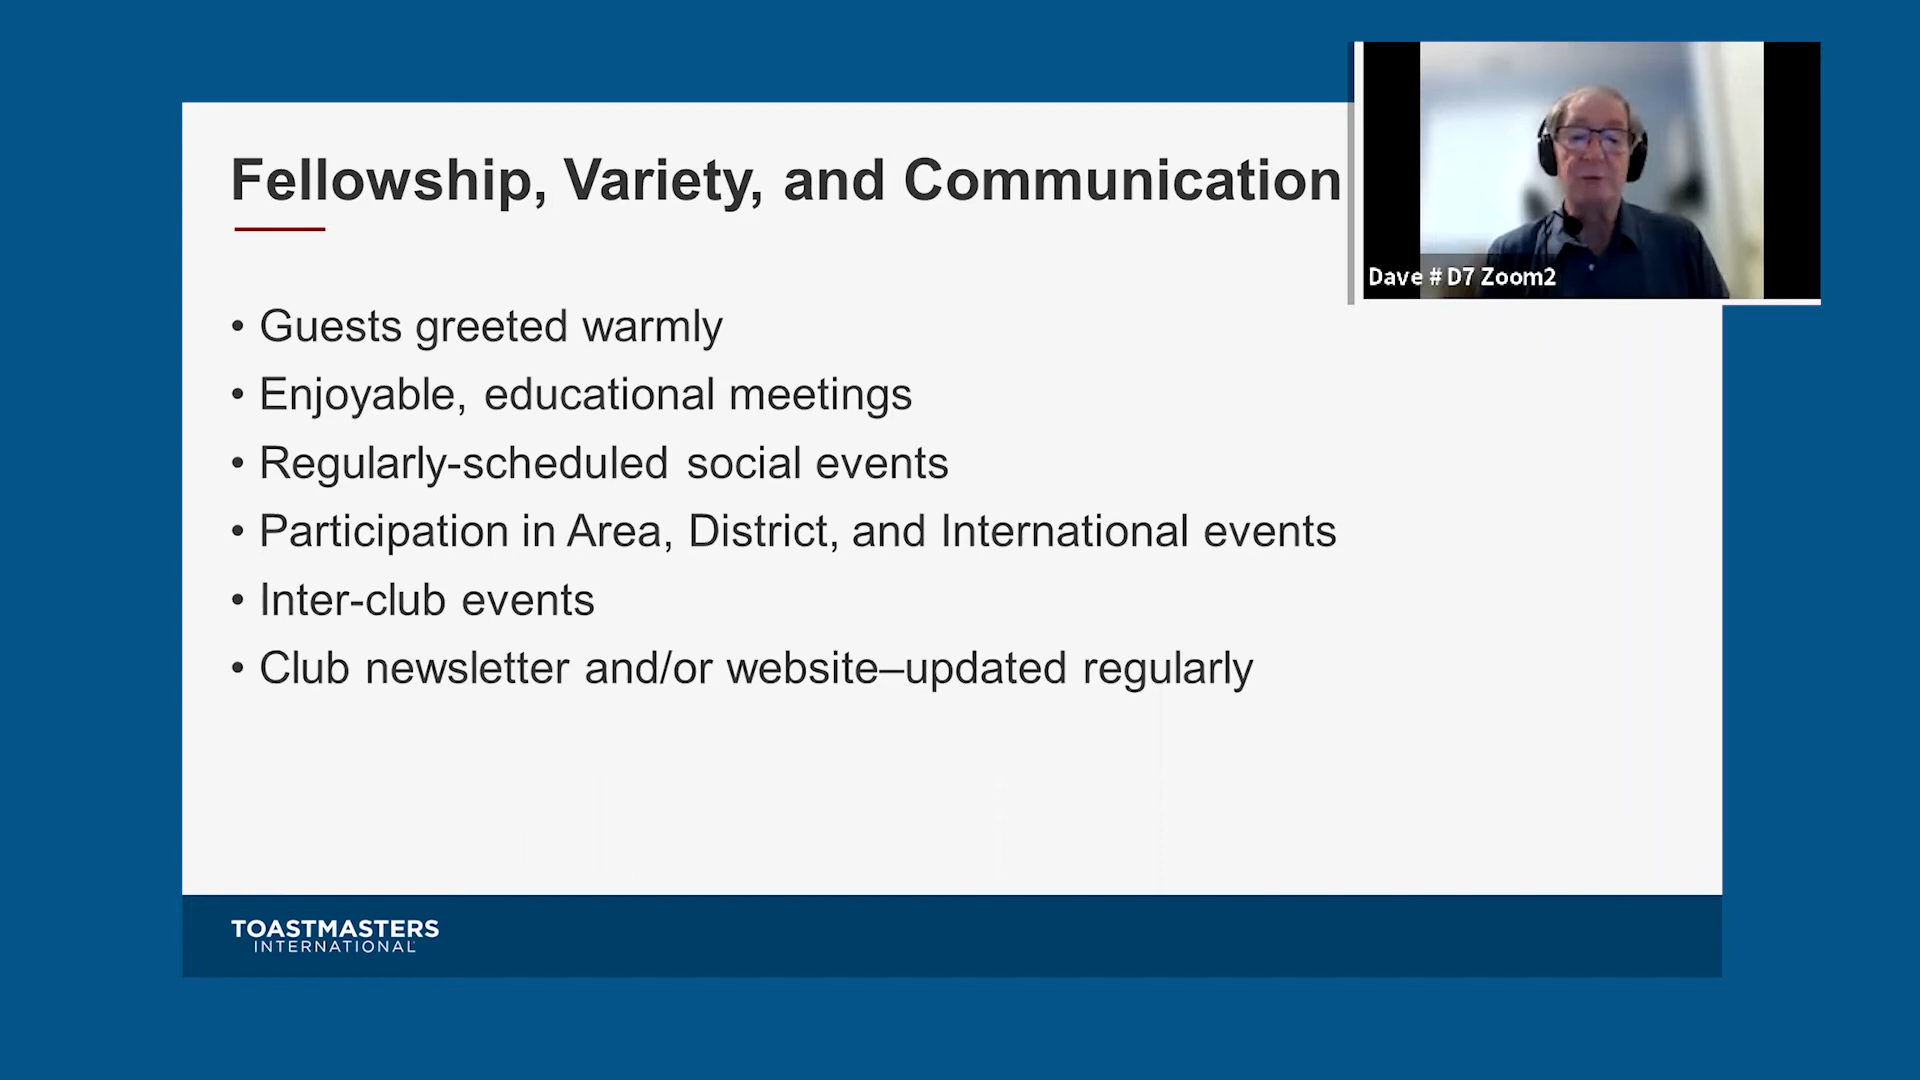 Fellowship, Variety, and Communication
Dave # D7 Zoom2
• Guests greeted warmly
• Enjoyable, educational meetings
• Regularly-scheduled social events
• Participation in Area, District, and International events
• Inter-club events
• Club newsletter and/or website–updated regularly
TOASTMASTERS
INTERNATIONAL